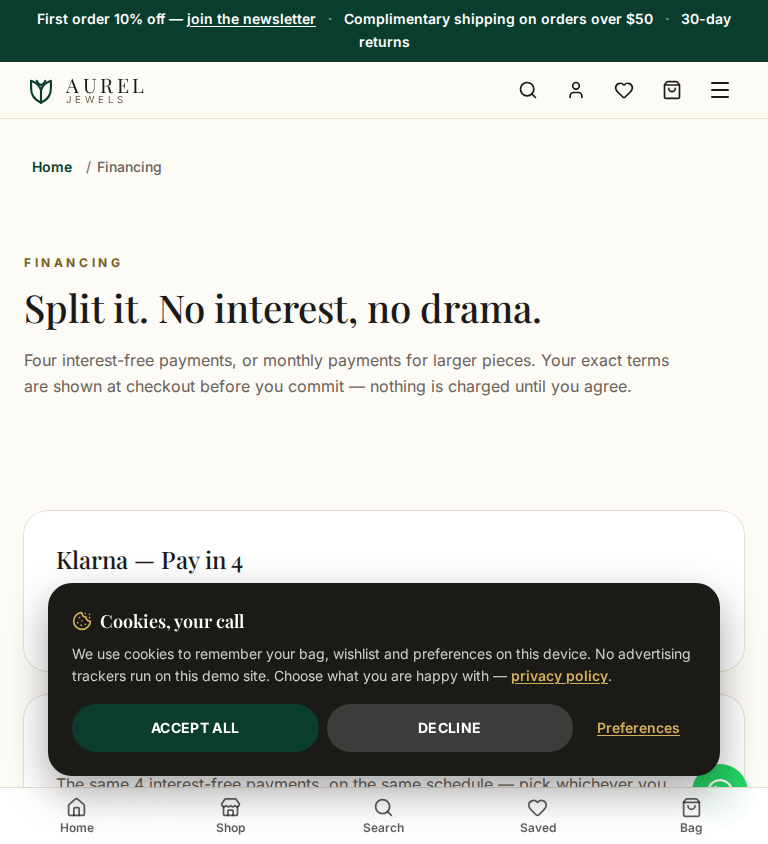 First order 10% off — join the newsletter · Complimentary shipping on orders over $50 · 30-day
returns
AUREL
JEWELS
Home / Financing
FINANCING
Split it. No interest, no drama.
Four interest-free payments, or monthly payments for larger pieces. Your exact terms
are shown at checkout before you commit — nothing is charged until you agree.
Klarna — Pay in 4
Cookies, your call
We use cookies to remember your bag, wishlist and preferences on this device. No advertising
trackers run on this demo site. Choose what you are happy with — privacy policy.
ACCEPT ALL DECLINE Preferences
The same 4 interest-free payments, on the same schedule — pick whichever you
Home Shop Search Saved Bag